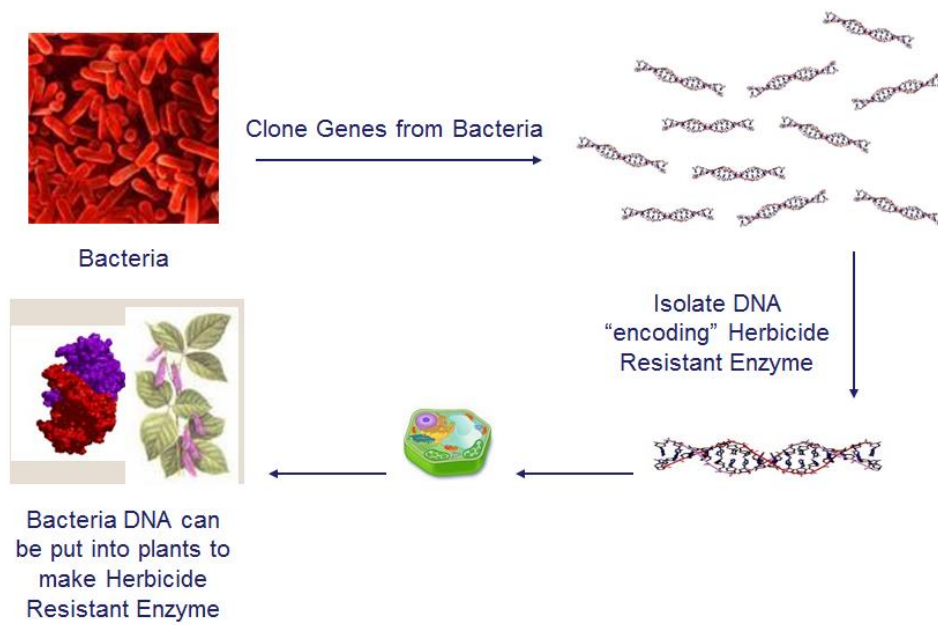 Clone Genes from Bacteria
Bacteria
Isolate DNA
“encoding” Herbicide
Resistant Enzyme
Bacteria DNA can
be put into plants to
make Herbicide
Resistant Enzyme